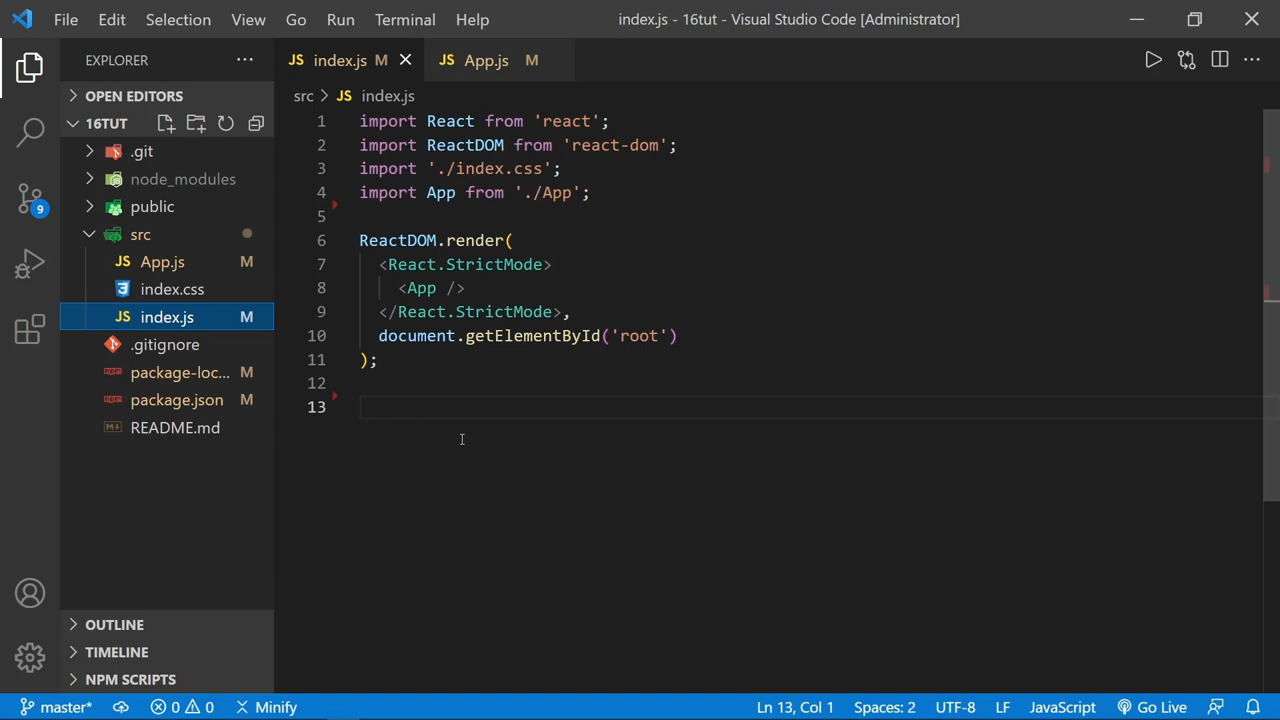 File Edit Selection View Go Run Terminal Help index.js - 16tut - Visual Studio Code [Administrator]
EXPLORER
OPEN EDITORS
16TUT
.git
node_modules
public
src
JS App.js M
index.css
JS index.js M
.gitignore
package-loc... M
package.json M
README.md
OUTLINE
TIMELINE
NPM SCRIPTS
9
JS index.js M
JS App.js M
src > JS index.js
1 import React from 'react';
2 import ReactDOM from 'react-dom';
3 import './index.css';
4 import App from './App';
5
6 ReactDOM.render(
7 <React.StrictMode>
8 <App />
9 </React.StrictMode>,
10 document.getElementById('root')
11 );
12
13
master* 0 0 Minify Ln 13, Col 1 Spaces: 2 UTF-8 LF JavaScript Go Live